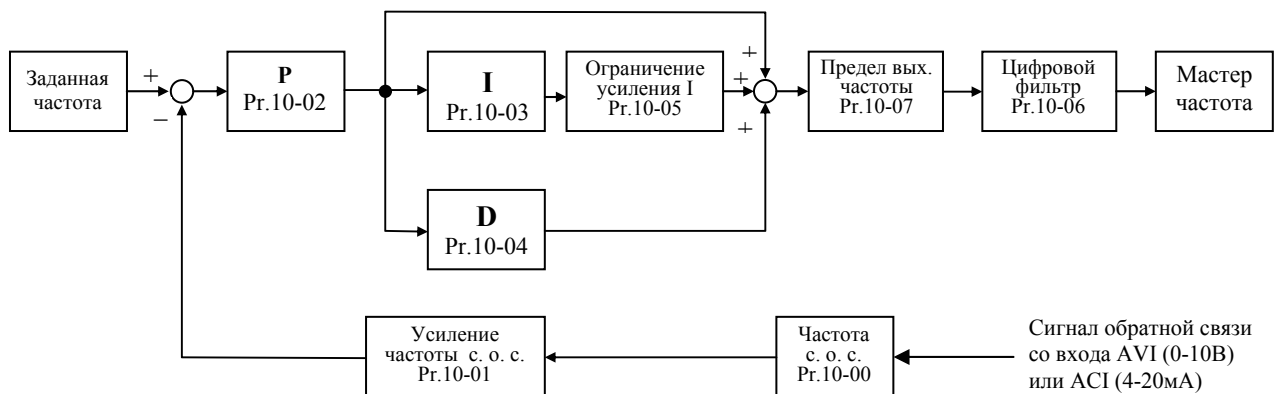 Заданная
частота
+
−
P
Pr.10-02
I
Pr.10-03
Ограничение
усиления I
Pr.10-05
+
+
+
Предел вых.
частоты
Pr.10-07
Цифровой
фильтр
Pr.10-06
Мастер
частота
D
Pr.10-04
Усиление
частоты с. о. с.
Pr.10-01
Частота
с. о. с.
Pr.10-00
Сигнал обратной связи
со входа AVI (0-10В)
или ACI (4-20мА)